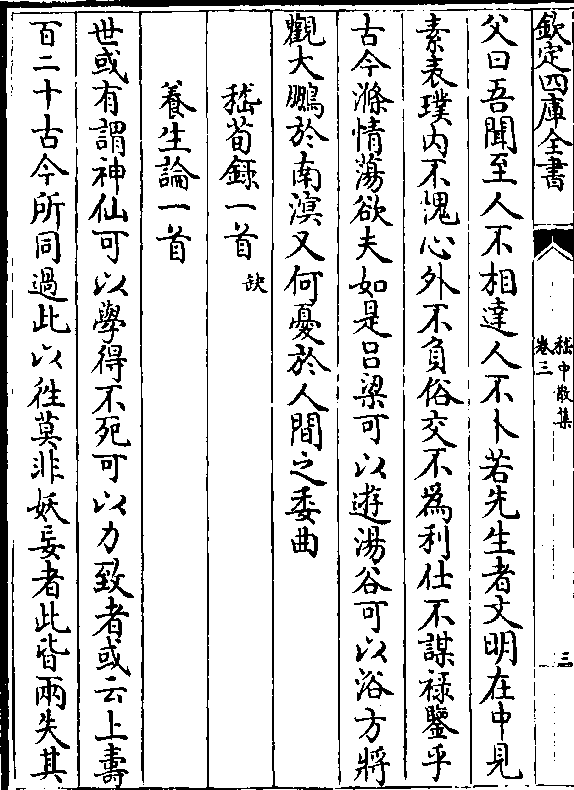 欽定四庫全書
嵇中散集
卷三
三
父曰吾聞至人不相達人不卜若先生者文明在中見
素表璞内不愧心外不負俗交不為利仕不謀禄鑒乎
古今滌情蕩欲夫如是吕梁可以遊湯谷可以浴方將
觀大鵬於南溟又何憂於人間之委曲
嵇荀録一首 缺
養生論一首
世或有謂神仙可以學得不死可以力致者或云上壽
百二十古今所同過此以徃莫非妖妄者此皆兩失其